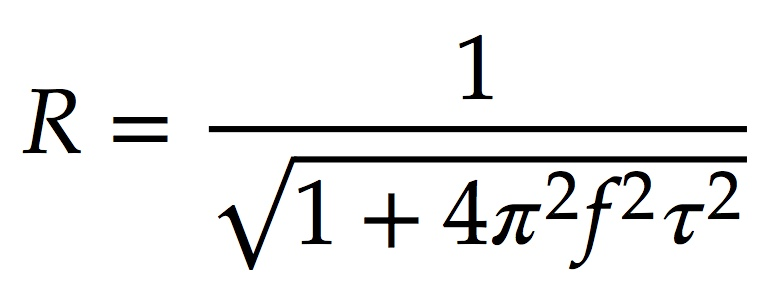 R = 1 / √(1 + 4π²f²τ²)